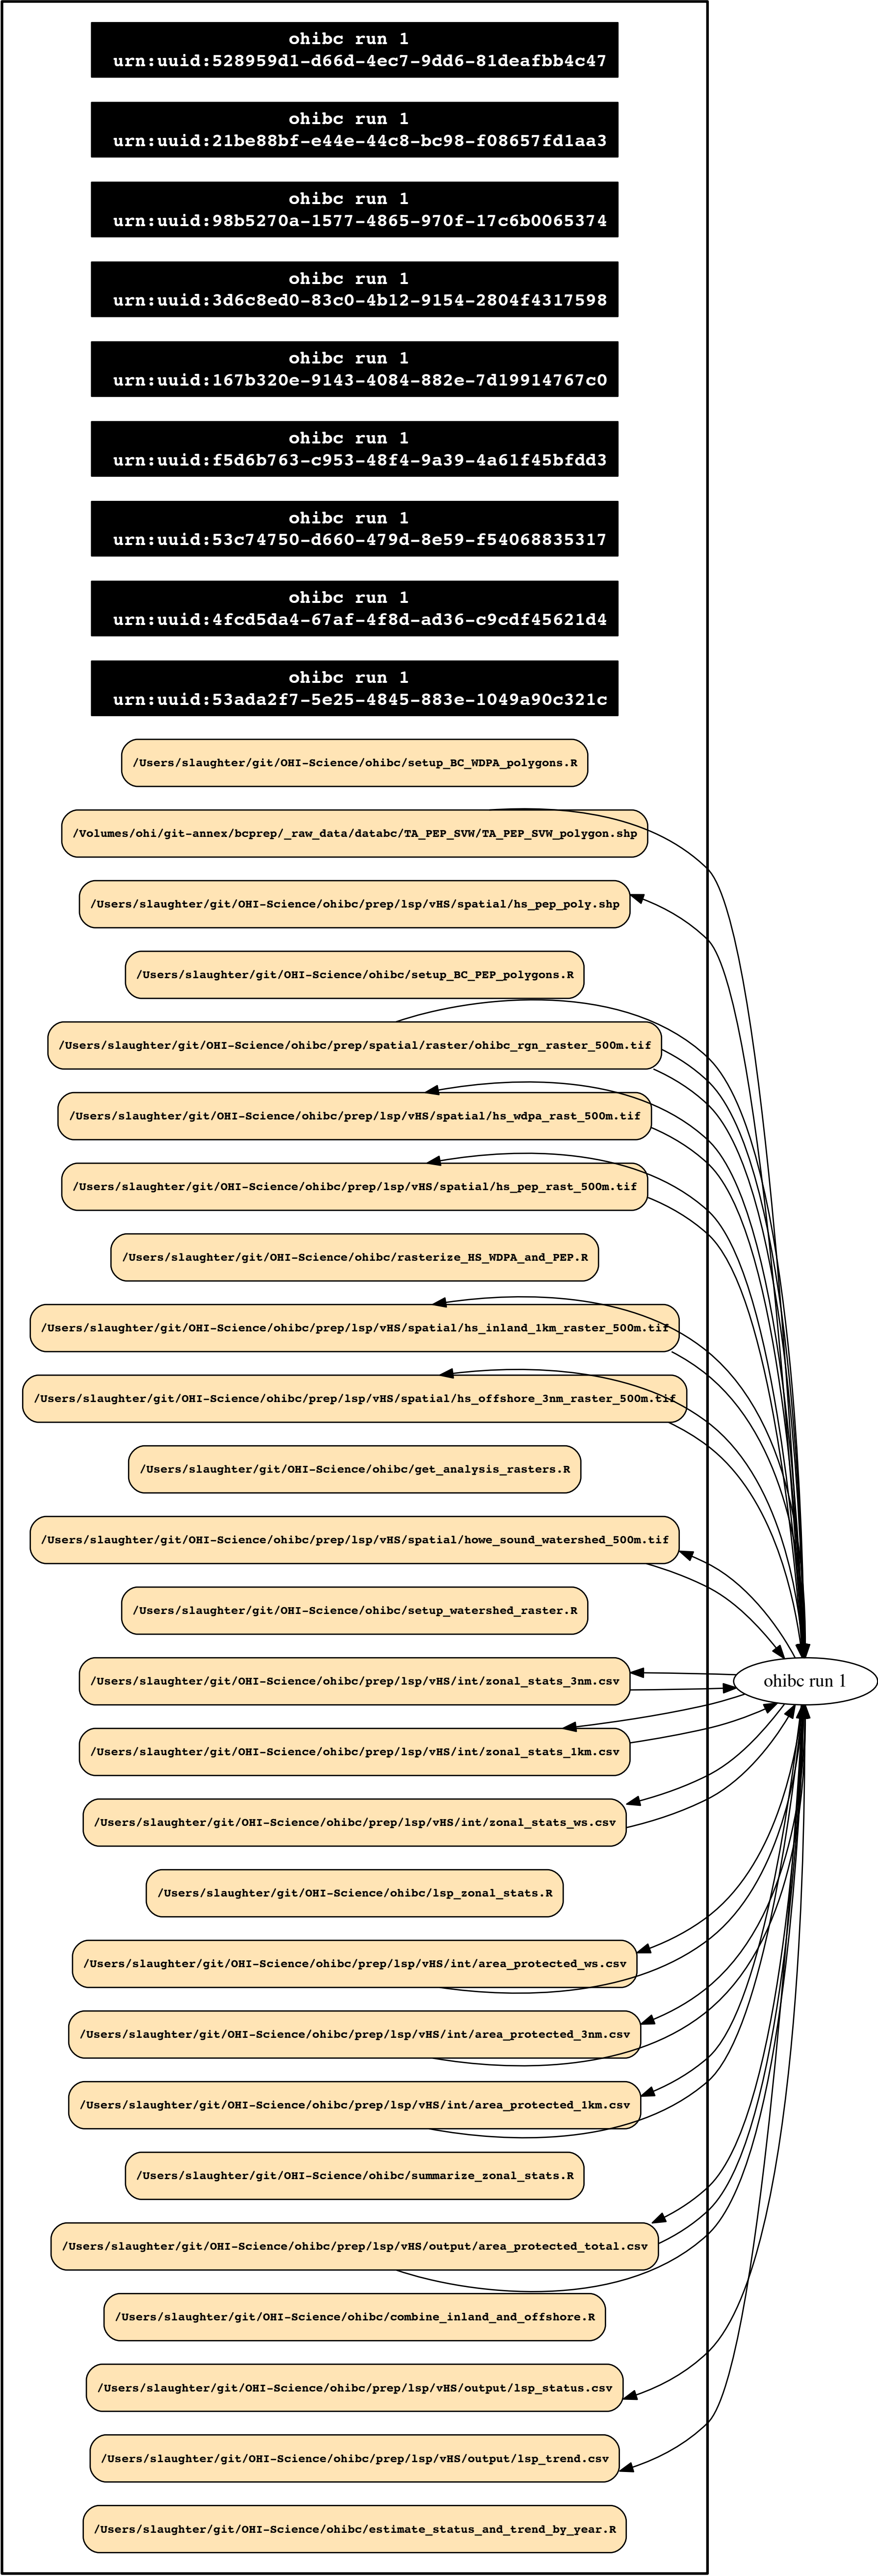 ohibc run 1
urn:uuid:528959d1-d66d-4ec7-9dd6-81deafbb4c47
ohibc run 1
urn:uuid:21be88bf-e44e-44c8-bc98-f08657fd1aa3
ohibc run 1
urn:uuid:98b5270a-1577-4865-970f-17c6b0065374
ohibc run 1
urn:uuid:3d6c8ed0-83c0-4b12-9154-2804f4317598
ohibc run 1
urn:uuid:167b320e-9143-4084-882e-7d19914767c0
ohibc run 1
urn:uuid:f5d6b763-c953-48f4-9a39-4a61f45bfdd3
ohibc run 1
urn:uuid:53c74750-d660-479d-8e59-f54068835317
ohibc run 1
urn:uuid:4fcd5da4-67af-4f8d-ad36-c9cdf45621d4
ohibc run 1
urn:uuid:53ada2f7-5e25-4845-883e-1049a90c321c
/Users/slaughter/git/OHI-Science/ohibc/setup_BC_WDPA_polygons.R
/Volumes/ohi/git-annex/bcprep/_raw_data/databc/TA_PEP_SVW/TA_PEP_SVW_polygon.shp
/Users/slaughter/git/OHI-Science/ohibc/prep/lsp/vHS/spatial/hs_pep_poly.shp
/Users/slaughter/git/OHI-Science/ohibc/setup_BC_PEP_polygons.R
/Users/slaughter/git/OHI-Science/ohibc/prep/spatial/raster/ohibc_rgn_raster_500m.tif
/Users/slaughter/git/OHI-Science/ohibc/prep/lsp/vHS/spatial/hs_wdpa_rast_500m.tif
/Users/slaughter/git/OHI-Science/ohibc/prep/lsp/vHS/spatial/hs_pep_rast_500m.tif
/Users/slaughter/git/OHI-Science/ohibc/rasterize_HS_WDPA_and_PEP.R
/Users/slaughter/git/OHI-Science/ohibc/prep/lsp/vHS/spatial/hs_inland_1km_raster_500m.tif
/Users/slaughter/git/OHI-Science/ohibc/prep/lsp/vHS/spatial/hs_offshore_3nm_raster_500m.tif
/Users/slaughter/git/OHI-Science/ohibc/get_analysis_rasters.R
/Users/slaughter/git/OHI-Science/ohibc/prep/lsp/vHS/spatial/howe_sound_watershed_500m.tif
/Users/slaughter/git/OHI-Science/ohibc/setup_watershed_raster.R
/Users/slaughter/git/OHI-Science/ohibc/prep/lsp/vHS/int/zonal_stats_3nm.csv
ohibc run 1
/Users/slaughter/git/OHI-Science/ohibc/prep/lsp/vHS/int/zonal_stats_1km.csv
/Users/slaughter/git/OHI-Science/ohibc/prep/lsp/vHS/int/zonal_stats_ws.csv
/Users/slaughter/git/OHI-Science/ohibc/lsp_zonal_stats.R
/Users/slaughter/git/OHI-Science/ohibc/prep/lsp/vHS/int/area_protected_ws.csv
/Users/slaughter/git/OHI-Science/ohibc/prep/lsp/vHS/int/area_protected_3nm.csv
/Users/slaughter/git/OHI-Science/ohibc/prep/lsp/vHS/int/area_protected_1km.csv
/Users/slaughter/git/OHI-Science/ohibc/summarize_zonal_stats.R
/Users/slaughter/git/OHI-Science/ohibc/prep/lsp/vHS/output/area_protected_total.csv
/Users/slaughter/git/OHI-Science/ohibc/combine_inland_and_offshore.R
/Users/slaughter/git/OHI-Science/ohibc/prep/lsp/vHS/output/lsp_status.csv
/Users/slaughter/git/OHI-Science/ohibc/prep/lsp/vHS/output/lsp_trend.csv
/Users/slaughter/git/OHI-Science/ohibc/estimate_status_and_trend_by_year.R